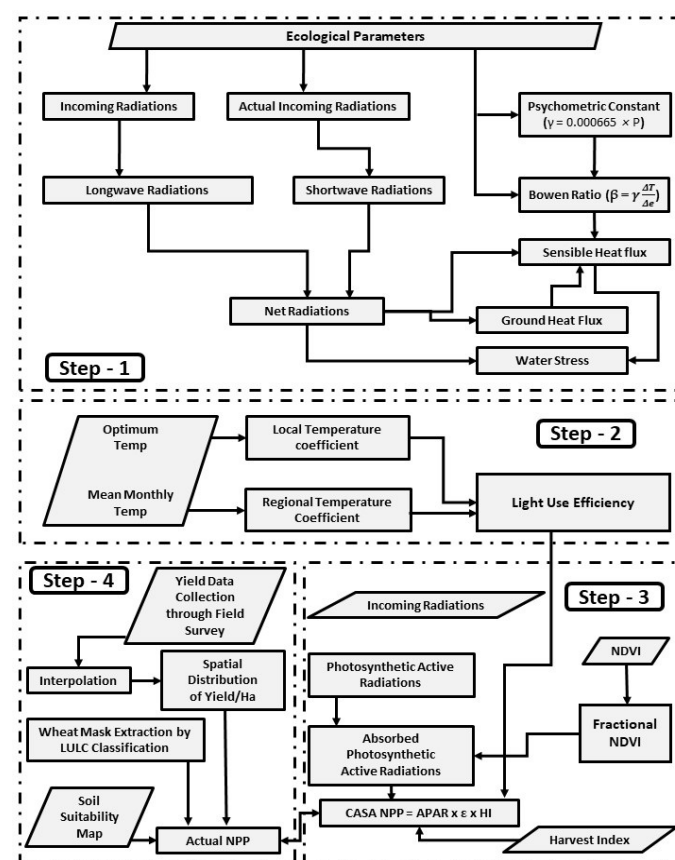 Ecological Parameters
Incoming Radiations
Actual Incoming Radiations
Psychometric Constant
(γ = 0.000665 × P)
Longwave Radiations
Shortwave Radiations
Bowen Ratio (β = γ ΔT/Δe)
Sensible Heat flux
Net Radiations
Ground Heat Flux
Water Stress
Step - 1
Optimum
Temp
Mean Monthly
Temp
Local Temperature
coefficient
Regional Temperature
Coefficient
Step - 2
Light Use Efficiency
Step - 4
Yield Data
Collection
through Field
Survey
Interpolation
Spatial
Distribution
of Yield/Ha
Wheat Mask Extraction by
LULC Classification
Soil
Suitability
Map
Actual NPP
Step - 3
Incoming Radiations
NDVI
Photosynthetic Active
Radiations
Fractional
NDVI
Absorbed
Photosynthetic
Active Radiations
CASA NPP = APAR x ε x HI
Harvest Index